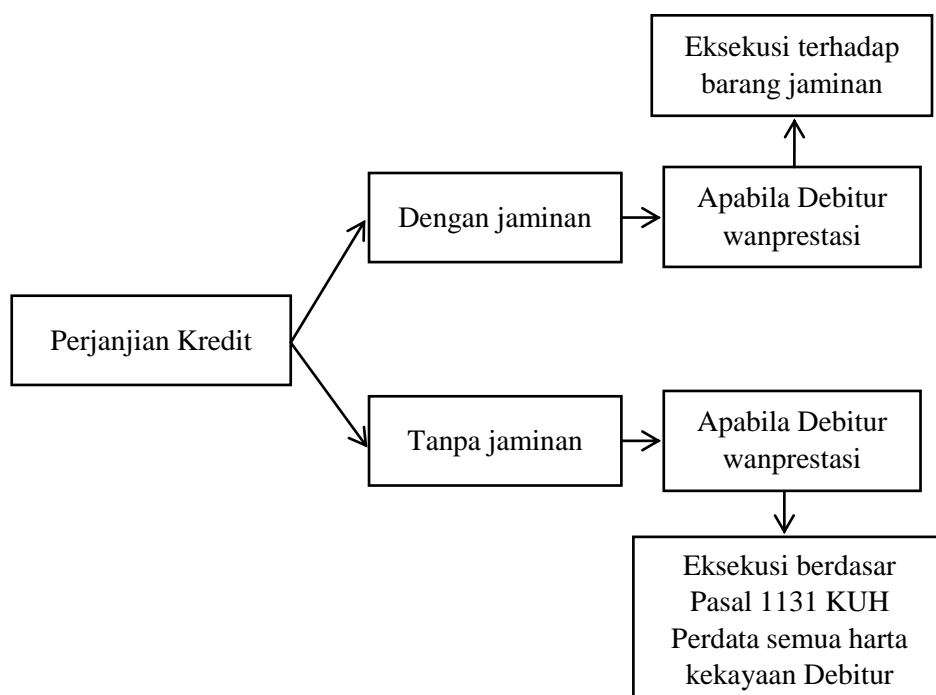 Eksekusi terhadap
barang jaminan
Dengan jaminan
Apabila Debitur
wanprestasi
Perjanjian Kredit
Tanpa jaminan
Apabila Debitur
wanprestasi
Eksekusi berdasar
Pasal 1131 KUH
Perdata semua harta
kekayaan Debitur